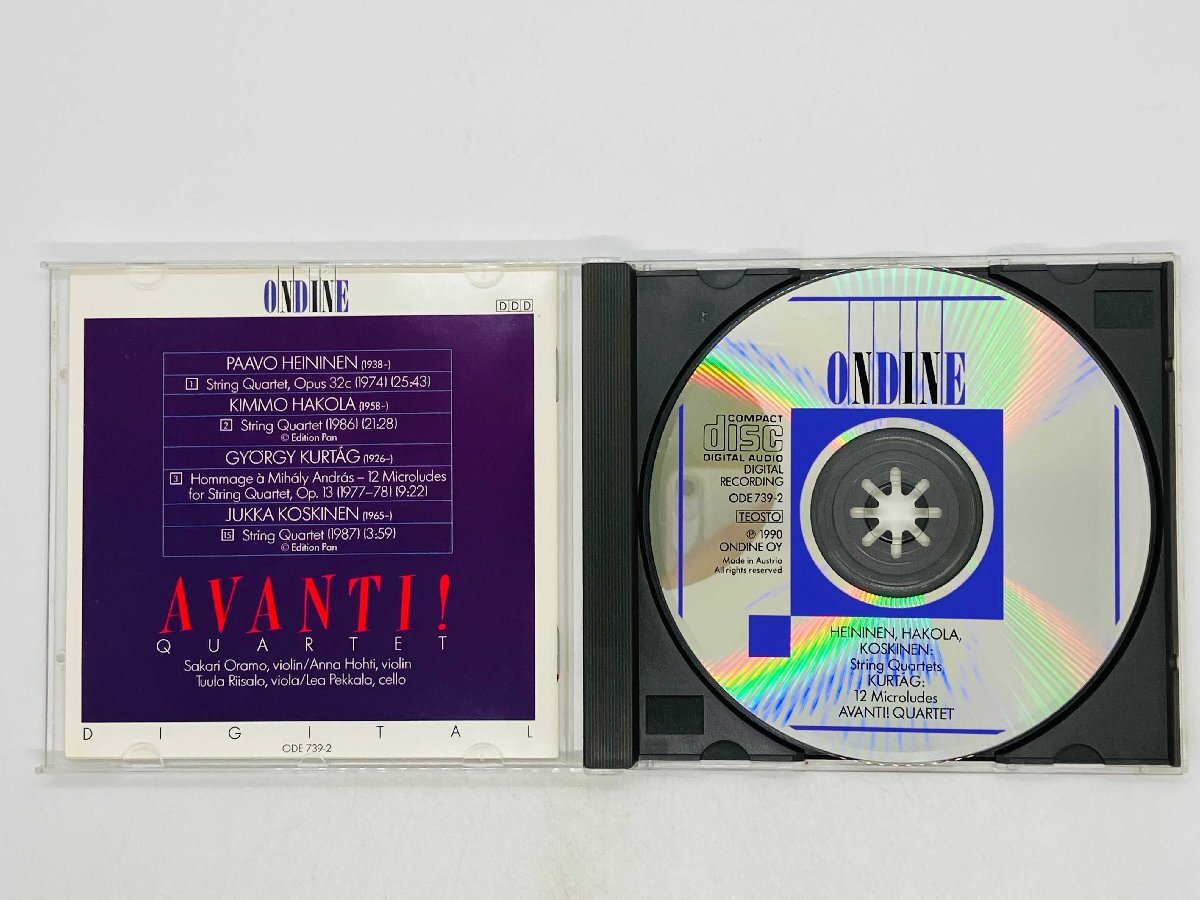 ONDINE
DDD
PAAVO HEININEN (1938-)
1 String Quartet, Opus 32c (1974) (25:43)
KIMMO HAKOLA (1958-)
2 String Quartet (1986) (21:28)
© Edition Pan
GYÖRGY KURTÁG (1926-)
3 Hommage à Mihály András – 12 Microludes
for String Quartet, Op. 13 (1977–78) (9:22)
JUKKA KOSKINEN (1965-)
15 String Quartet (1987) (3:59)
© Edition Pan
AVANTI!
QUARTET
Sakari Oramo, violin/Anna Hohti, violin
Tuula Riisalo, viola/Lea Pekkala, cello
DIGITAL
ODE 739-2
ONDINE
COMPACT
disc
DIGITAL AUDIO
DIGITAL
RECORDING
ODE 739-2
TEOSTO
℗ 1990
ONDINE OY
Made in Austria
All rights reserved
HEININEN, HAKOLA,
KOSKINEN:
String Quartets
KURTÁG:
12 Microludes
AVANTI! QUARTET